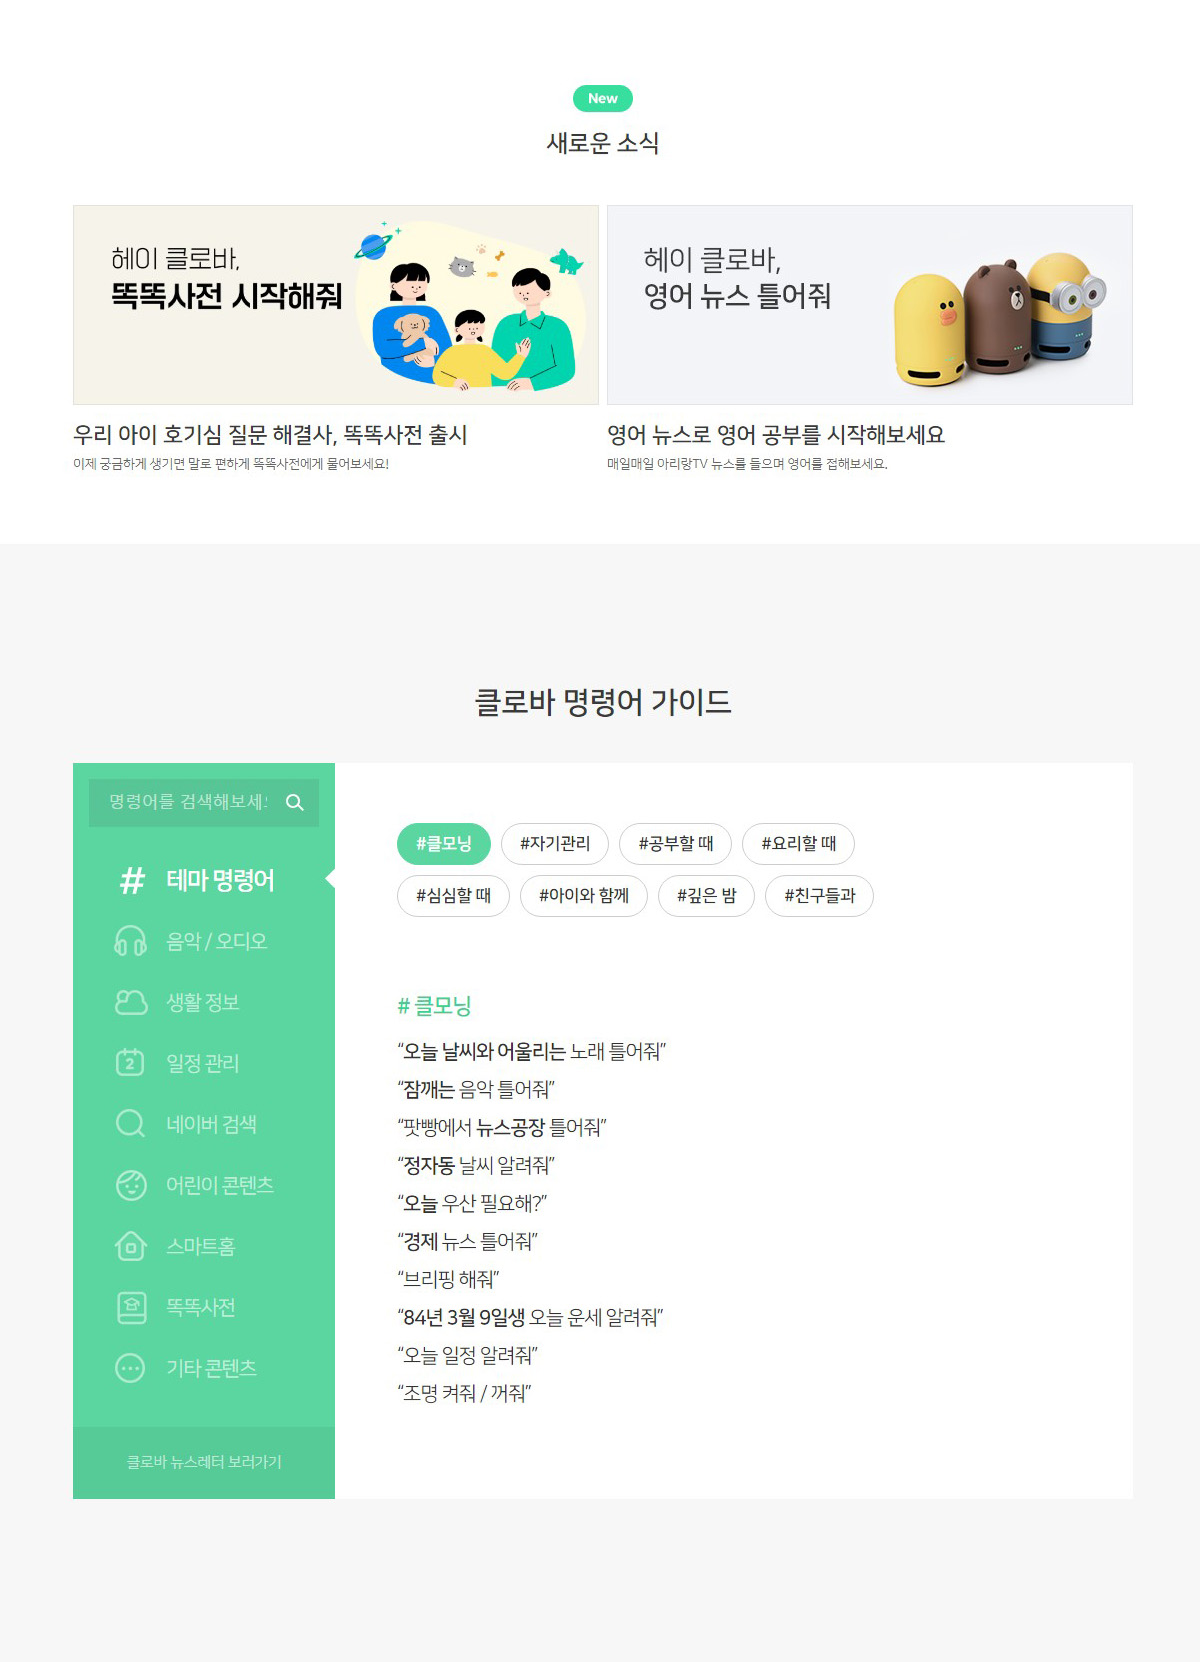 New
새로운 소식
헤이 클로바,
똑똑사전 시작해줘
헤이 클로바,
영어 뉴스 틀어줘
우리 아이 호기심 질문 해결사, 똑똑사전 출시
이제 궁금하게 생기면 말로 편하게 똑똑사전에게 물어보세요!
영어 뉴스로 영어 공부를 시작해보세요
매일매일 아리랑TV 뉴스를 들으며 영어를 접해보세요.
클로바 명령어 가이드
명령어를 검색해보세
# 테마 명령어
음악 / 오디오
생활 정보
2 일정 관리
네이버 검색
어린이 콘텐츠
스마트홈
똑똑사전
기타 콘텐츠
클로바 뉴스레터 보러가기
#클모닝 #자기관리 #공부할 때 #요리할 때
#심심할 때 #아이와 함께 #깊은 밤 #친구들과
# 클모닝
“오늘 날씨와 어울리는 노래 틀어줘”
“잠깨는 음악 틀어줘”
“팟빵에서 뉴스공장 틀어줘”
“정자동 날씨 알려줘”
“오늘 우산 필요해?”
“경제 뉴스 틀어줘”
“브리핑 해줘”
“84년 3월 9일생 오늘 운세 알려줘”
“오늘 일정 알려줘”
“조명 켜줘 / 꺼줘”